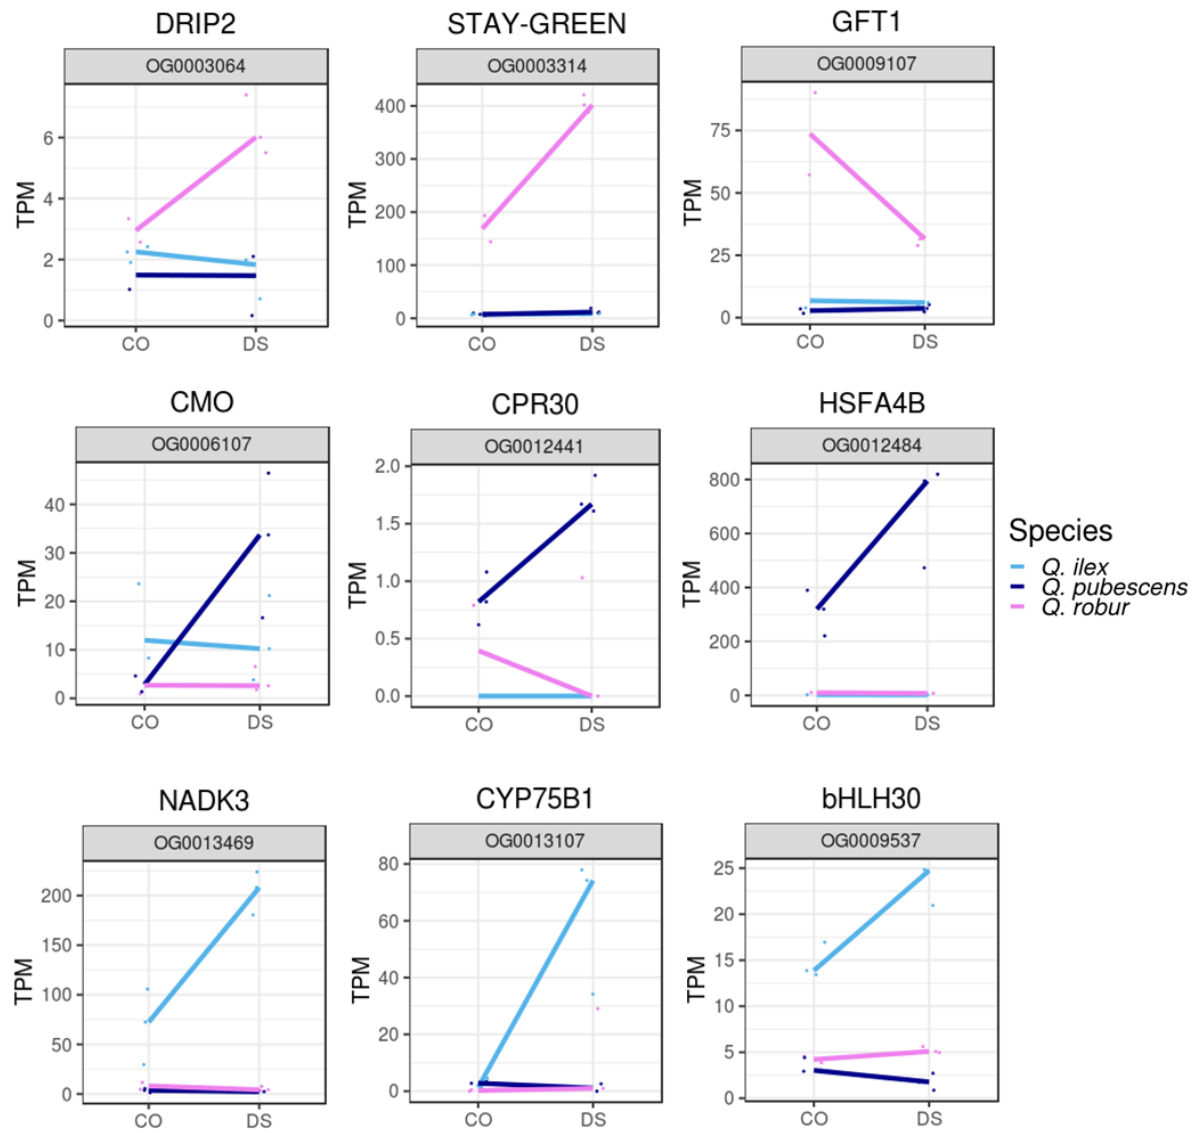 DRIP2
OG0003064
TPM
6
4
2
0
CO DS
STAY-GREEN
OG0003314
TPM
400
300
200
100
0
CO DS
GFT1
OG0009107
TPM
75
50
25
0
CO DS
CMO
OG0006107
TPM
40
30
20
10
0
CO DS
CPR30
OG0012441
TPM
2.0
1.5
1.0
0.5
0.0
CO DS
HSFA4B
OG0012484
TPM
800
600
400
200
0
CO DS
Species
Q. ilex
Q. pubescens
Q. robur
NADK3
OG0013469
TPM
200
150
100
50
0
CO DS
CYP75B1
OG0013107
TPM
80
60
40
20
0
CO DS
bHLH30
OG0009537
TPM
25
20
15
10
5
0
CO DS